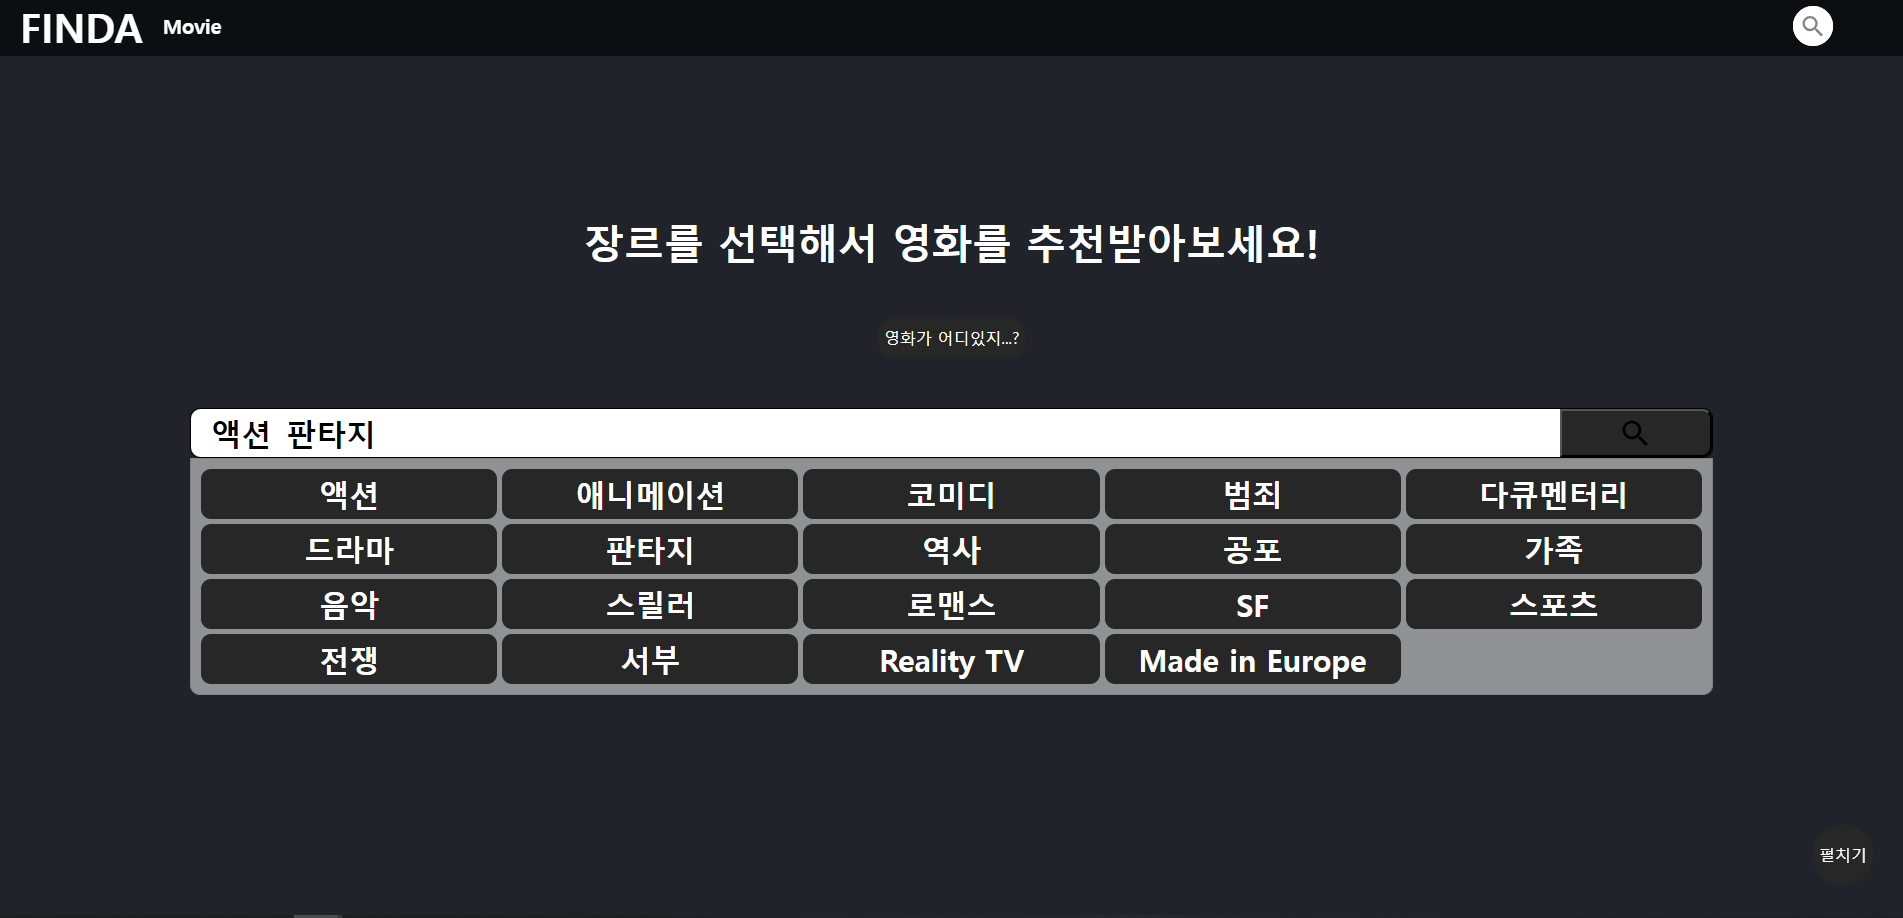 FINDA Movie
장르를 선택해서 영화를 추천받아보세요!
영화가 어디있지...?
액션 판타지
액션 애니메이션 코미디 범죄 다큐멘터리
드라마 판타지 역사 공포 가족
음악 스릴러 로맨스 SF 스포츠
전쟁 서부 Reality TV Made in Europe
펼치기